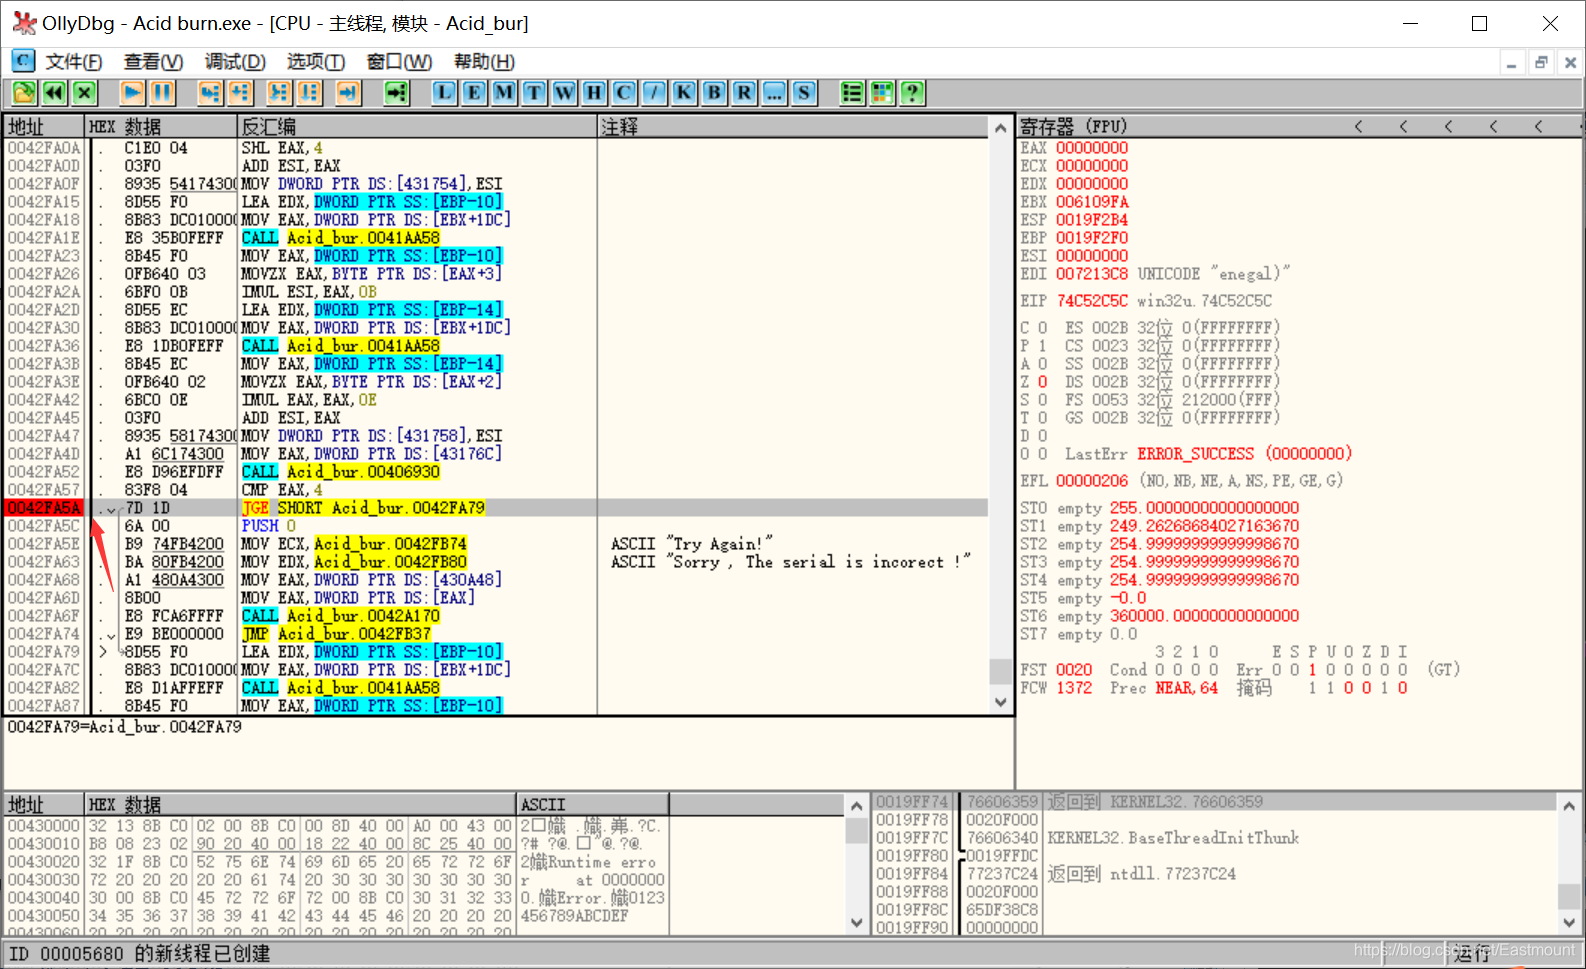 OllyDbg - Acid burn.exe - [CPU - 主线程, 模块 - Acid_bur]
C 文件(F) 查看(V) 调试(D) 选项(T) 窗口(W) 帮助(H)
L E M T W H C / K B R ... S ?
地址 HEX 数据 反汇编 注释
0042FA0A . C1E0 04 SHL EAX,4
0042FA0D . 03F0 ADD ESI,EAX
0042FA0F . 8935 54174300 MOV DWORD PTR DS:[431754],ESI
0042FA15 . 8D55 F0 LEA EDX,DWORD PTR SS:[EBP-10]
0042FA18 . 8B83 DC010000 MOV EAX,DWORD PTR DS:[EBX+1DC]
0042FA1E . E8 35B0FEFF CALL Acid_bur.0041AA58
0042FA23 . 8B45 F0 MOV EAX,DWORD PTR SS:[EBP-10]
0042FA26 . 0FB640 03 MOVZX EAX,BYTE PTR DS:[EAX+3]
0042FA2A . 6BF0 0B IMUL ESI,EAX,0B
0042FA2D . 8D55 EC LEA EDX,DWORD PTR SS:[EBP-14]
0042FA30 . 8B83 DC010000 MOV EAX,DWORD PTR DS:[EBX+1DC]
0042FA36 . E8 1DB0FEFF CALL Acid_bur.0041AA58
0042FA3B . 8B45 EC MOV EAX,DWORD PTR SS:[EBP-14]
0042FA3E . 0FB640 02 MOVZX EAX,BYTE PTR DS:[EAX+2]
0042FA42 . 6BC0 0E IMUL EAX,EAX,0E
0042FA45 . 03F0 ADD ESI,EAX
0042FA47 . 8935 58174300 MOV DWORD PTR DS:[431758],ESI
0042FA4D . A1 6C174300 MOV EAX,DWORD PTR DS:[43176C]
0042FA52 . E8 D96EFDFF CALL Acid_bur.00406930
0042FA57 . 83F8 04 CMP EAX,4
0042FA5A . 7D 1D JGE SHORT Acid_bur.0042FA79
0042FA5C . 6A 00 PUSH 0
0042FA5E . B9 74FB4200 MOV ECX,Acid_bur.0042FB74 ASCII "Try Again!"
0042FA63 . BA 80FB4200 MOV EDX,Acid_bur.0042FB80 ASCII "Sorry , The serial is incorect !"
0042FA68 . A1 480A4300 MOV EAX,DWORD PTR DS:[430A48]
0042FA6D . 8B00 MOV EAX,DWORD PTR DS:[EAX]
0042FA6F . E8 FCA6FFFF CALL Acid_bur.0042A170
0042FA74 . E9 BE000000 JMP Acid_bur.0042FB37
0042FA79 > 8D55 F0 LEA EDX,DWORD PTR SS:[EBP-10]
0042FA7C . 8B83 DC010000 MOV EAX,DWORD PTR DS:[EBX+1DC]
0042FA82 . E8 D1AFFEFF CALL Acid_bur.0041AA58
0042FA87 . 8B45 F0 MOV EAX,DWORD PTR SS:[EBP-10]
0042FA79=Acid_bur.0042FA79
寄存器 (FPU) < < < < <
EAX 00000000
ECX 00000000
EDX 00000000
EBX 006109FA
ESP 0019F2B4
EBP 0019F2F0
ESI 00000000
EDI 007213C8 UNICODE "enegal)"
EIP 74C52C5C win32u.74C52C5C
C 0 ES 002B 32位 0(FFFFFFFF)
P 1 CS 0023 32位 0(FFFFFFFF)
A 0 SS 002B 32位 0(FFFFFFFF)
Z 0 DS 002B 32位 0(FFFFFFFF)
S 0 FS 0053 32位 212000(FFF)
T 0 GS 002B 32位 0(FFFFFFFF)
D 0
O 0 LastErr ERROR_SUCCESS (00000000)
EFL 00000206 (NO,NB,NE,A,NS,PE,GE,G)
ST0 empty 255.00000000000000000
ST1 empty 249.26268684027163670
ST2 empty 254.99999999999998670
ST3 empty 254.99999999999998670
ST4 empty 254.99999999999998670
ST5 empty -0.0
ST6 empty 360000.00000000000000
ST7 empty 0.0
3 2 1 0 E S P U O Z D I
FST 0020 Cond 0 0 0 0 Err 0 0 1 0 0 0 0 0 (GT)
FCW 1372 Prec NEAR,64 掩码 1 1 0 0 1 0
地址 HEX 数据 ASCII
00430000 32 13 8B C0 02 00 8B C0 00 8D 40 00 A0 00 43 00
00430010 B8 08 23 02 90 20 40 00 18 22 40 00 8C 25 40 00
00430020 32 1F 8B C0 52 75 6E 74 69 6D 65 20 65 72 72 6F Runtime erro
00430030 72 20 20 20 20 20 61 74 20 30 30 30 30 30 30 30 r at 0000000
00430040 30 00 8B C0 45 72 72 6F 72 00 8B C0 30 31 32 33 0.媼Error.媼0123
00430050 34 35 36 37 38 39 41 42 43 44 45 46 20 20 20 20 456789ABCDEF
00430060 20 20 20 20 20 20 20 20 20 20 20 20 20 20 20 20
0019FF74 76606359 返回到 KERNEL32.76606359
0019FF78 0020F000
0019FF7C 76606340 KERNEL32.BaseThreadInitThunk
0019FF80 0019FFDC
0019FF84 77237C24 返回到 ntdll.77237C24
0019FF88 0020F000
0019FF8C 65DF38C8
0019FF90 00000000
ID 00005680 的新线程已创建 运行
https://blog.csdn.net/Eastmount